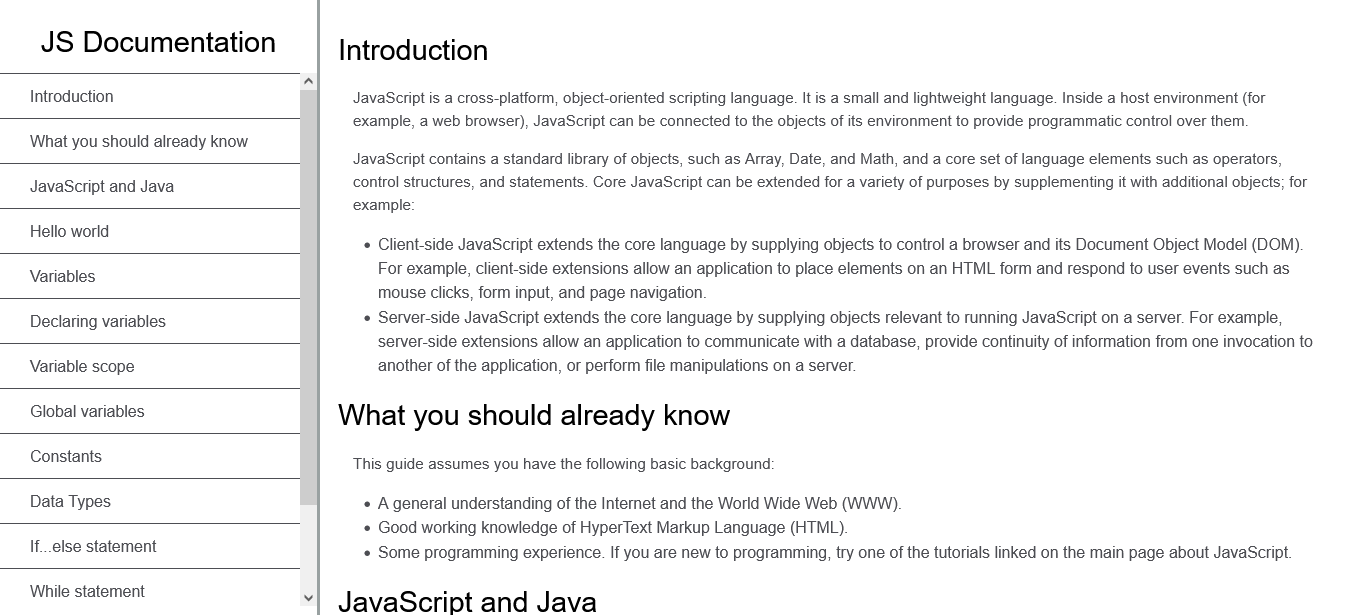 JS Documentation
Introduction
What you should already know
JavaScript and Java
Hello world
Variables
Declaring variables
Variable scope
Global variables
Constants
Data Types
If...else statement
While statement
Introduction
JavaScript is a cross-platform, object-oriented scripting language. It is a small and lightweight language. Inside a host environment (for
example, a web browser), JavaScript can be connected to the objects of its environment to provide programmatic control over them.
JavaScript contains a standard library of objects, such as Array, Date, and Math, and a core set of language elements such as operators,
control structures, and statements. Core JavaScript can be extended for a variety of purposes by supplementing it with additional objects; for
example:
• Client-side JavaScript extends the core language by supplying objects to control a browser and its Document Object Model (DOM).
For example, client-side extensions allow an application to place elements on an HTML form and respond to user events such as
mouse clicks, form input, and page navigation.
• Server-side JavaScript extends the core language by supplying objects relevant to running JavaScript on a server. For example,
server-side extensions allow an application to communicate with a database, provide continuity of information from one invocation to
another of the application, or perform file manipulations on a server.
What you should already know
This guide assumes you have the following basic background:
• A general understanding of the Internet and the World Wide Web (WWW).
• Good working knowledge of HyperText Markup Language (HTML).
• Some programming experience. If you are new to programming, try one of the tutorials linked on the main page about JavaScript.
JavaScript and Java